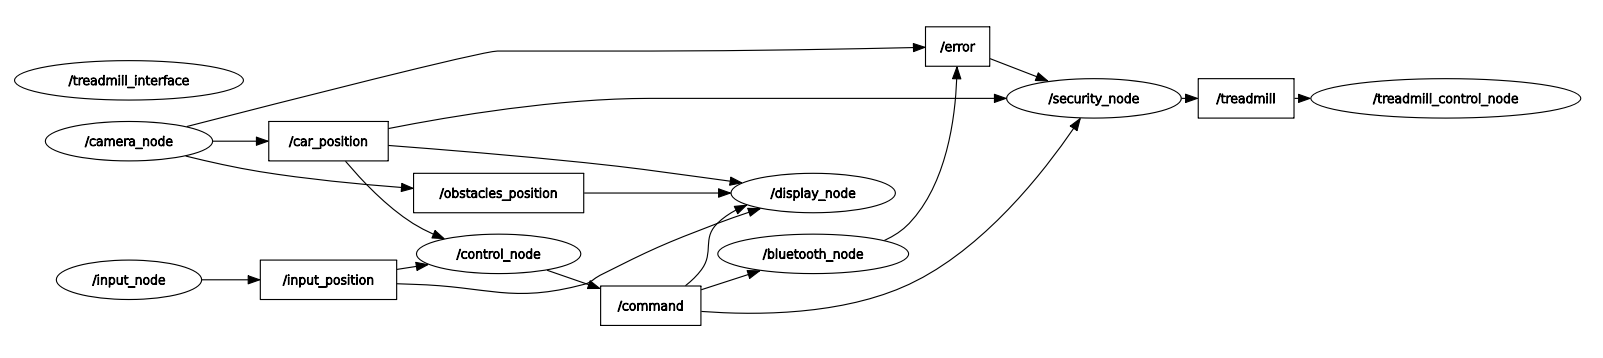 /error
/treadmill_interface
/security_node
/treadmill
/treadmill_control_node
/camera_node
/car_position
/obstacles_position
/display_node
/control_node
/bluetooth_node
/input_node
/input_position
/command